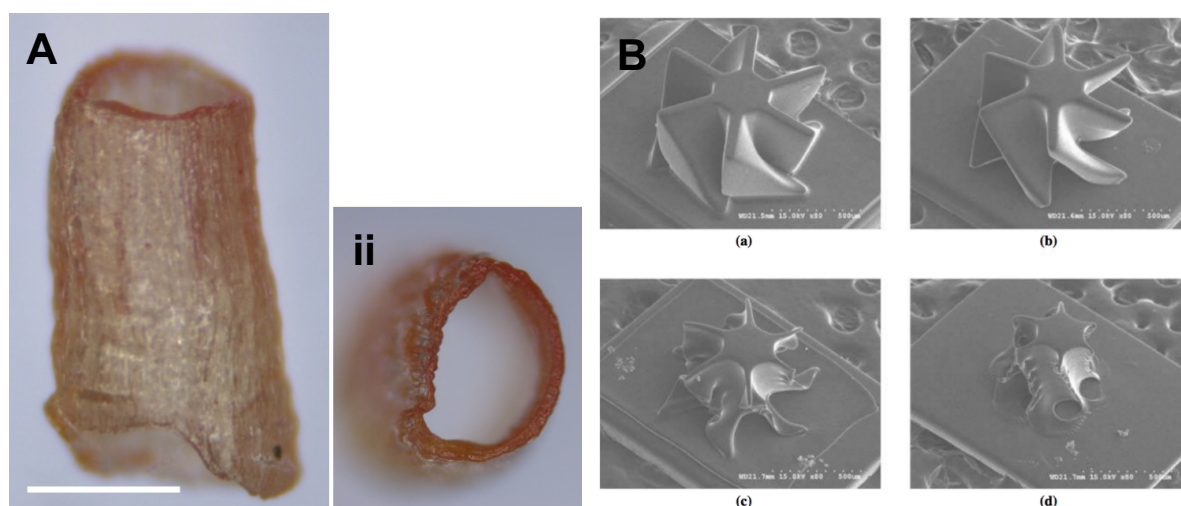 A
ii
B
WD21.5mm 15.0kV x80 500um
(a)
WD21.6mm 15.0kV x80 500um
(b)
WD21.7mm 15.0kV x80 500um
(c)
WD21.7mm 15.0kV x80 500um
(d)